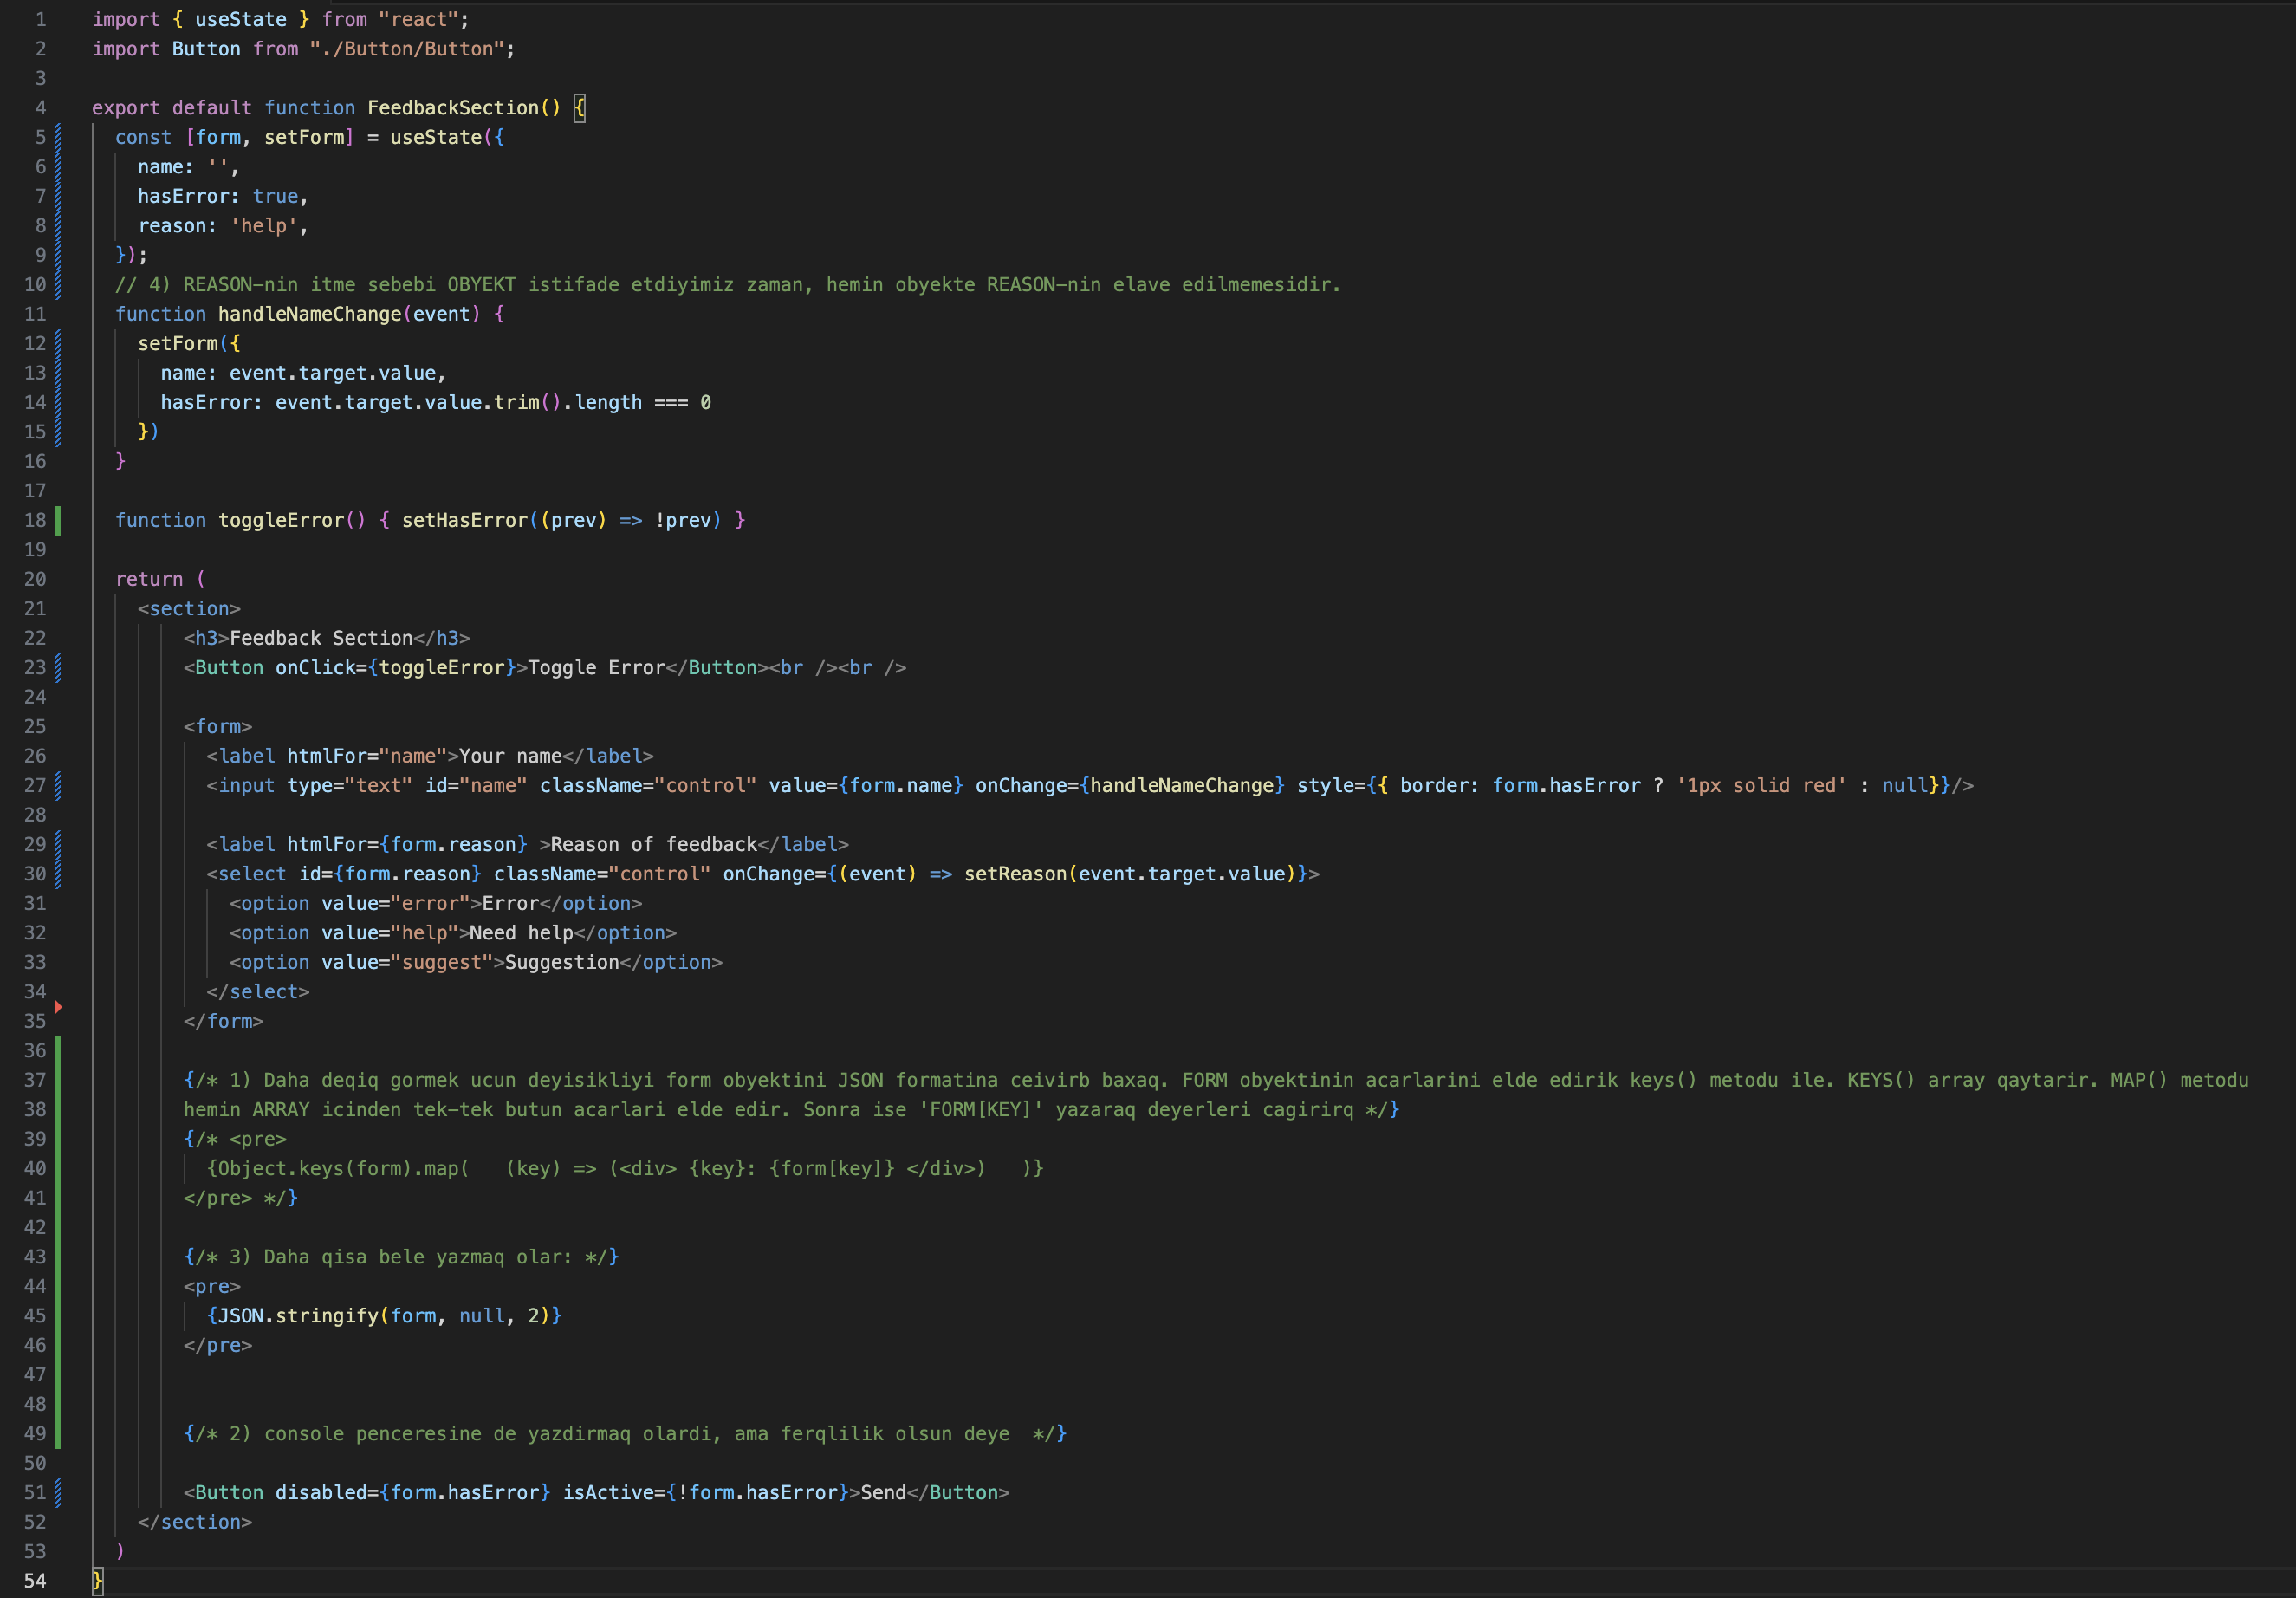 1 import { useState } from "react";
2 import Button from "./Button/Button";
3
4 export default function FeedbackSection() {
5   const [form, setForm] = useState({
6     name: '',
7     hasError: true,
8     reason: 'help',
9   });
10   // 4) REASON-nin itme sebebi OBYEKT istifade etdiyimiz zaman, hemin obyekte REASON-nin elave edilmemesidir.
11   function handleNameChange(event) {
12     setForm({
13       name: event.target.value,
14       hasError: event.target.value.trim().length === 0
15     })
16   }
17
18   function toggleError() { setHasError((prev) => !prev) }
19
20   return (
21     <section>
22         <h3>Feedback Section</h3>
23         <Button onClick={toggleError}>Toggle Error</Button><br /><br />
24
25         <form>
26           <label htmlFor="name">Your name</label>
27           <input type="text" id="name" className="control" value={form.name} onChange={handleNameChange} style={{ border: form.hasError ? '1px solid red' : null}}/>
28
29           <label htmlFor={form.reason} >Reason of feedback</label>
30           <select id={form.reason} className="control" onChange={(event) => setReason(event.target.value)}>
31             <option value="error">Error</option>
32             <option value="help">Need help</option>
33             <option value="suggest">Suggestion</option>
34           </select>
35         </form>
36
37         {/* 1) Daha deqiq gormek ucun deyisikliyi form obyektini JSON formatina ceivirb baxaq. FORM obyektinin acarlarini elde edirik keys() metodu ile. KEYS() array qaytarir. MAP() metodu
38         hemin ARRAY icinden tek-tek butun acarlari elde edir. Sonra ise 'FORM[KEY]' yazaraq deyerleri cagirirq */}
39         {/* <pre>
40           {Object.keys(form).map(   (key) => (<div> {key}: {form[key]} </div>)   )}
41         </pre> */}
42
43         {/* 3) Daha qisa bele yazmaq olar: */}
44         <pre>
45           {JSON.stringify(form, null, 2)}
46         </pre>
47
48
49         {/* 2) console penceresine de yazdirmaq olardi, ama ferqlilik olsun deye  */}
50
51         <Button disabled={form.hasError} isActive={!form.hasError}>Send</Button>
52     </section>
53   )
54 }